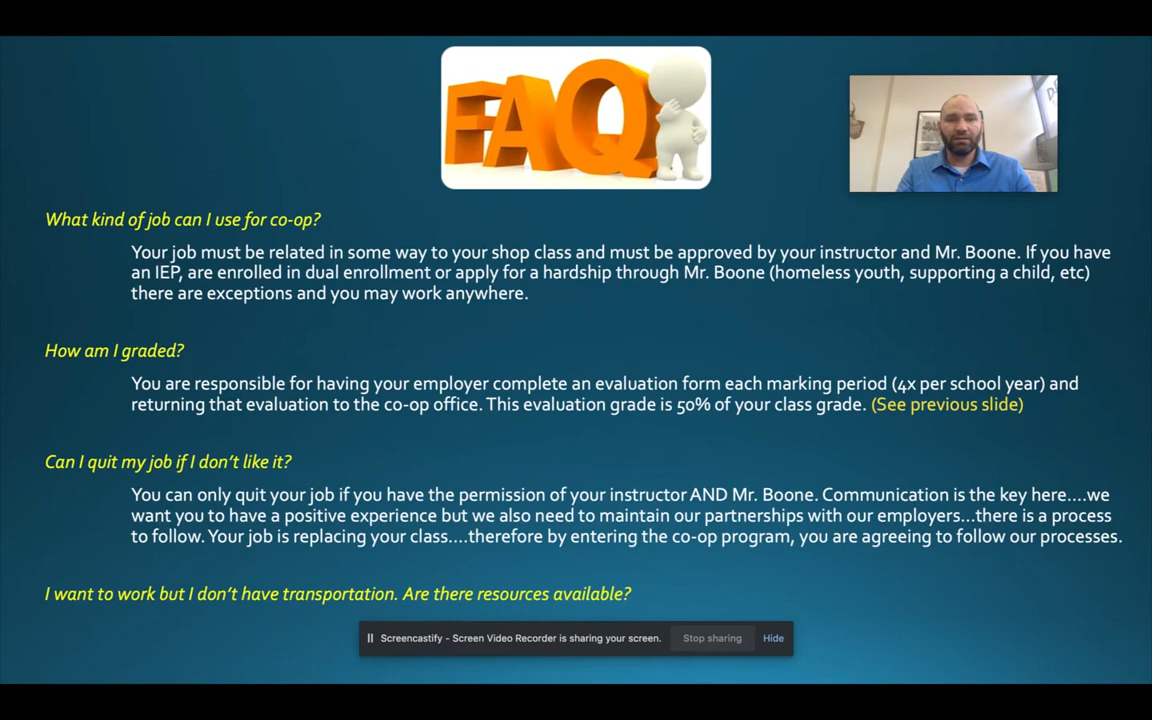 FAQ
What kind of job can I use for co-op?
Your job must be related in some way to your shop class and must be approved by your instructor and Mr. Boone. If you have
an IEP, are enrolled in dual enrollment or apply for a hardship through Mr. Boone (homeless youth, supporting a child, etc)
there are exceptions and you may work anywhere.
How am I graded?
You are responsible for having your employer complete an evaluation form each marking period (4x per school year) and
returning that evaluation to the co-op office. This evaluation grade is 50% of your class grade. (See previous slide)
Can I quit my job if I don't like it?
You can only quit your job if you have the permission of your instructor AND Mr. Boone. Communication is the key here....we
want you to have a positive experience but we also need to maintain our partnerships with our employers...there is a process
to follow. Your job is replacing your class....therefore by entering the co-op program, you are agreeing to follow our processes.
I want to work but I don't have transportation. Are there resources available?
Screencastify - Screen Video Recorder is sharing your screen. Stop sharing Hide